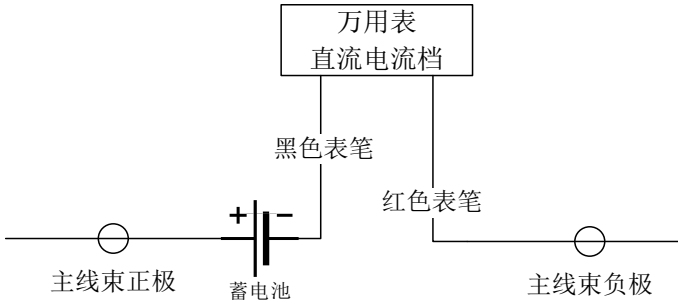 万用表
直流电流档
黑色表笔
红色表笔
+ -
主线束正极
蓄电池
主线束负极